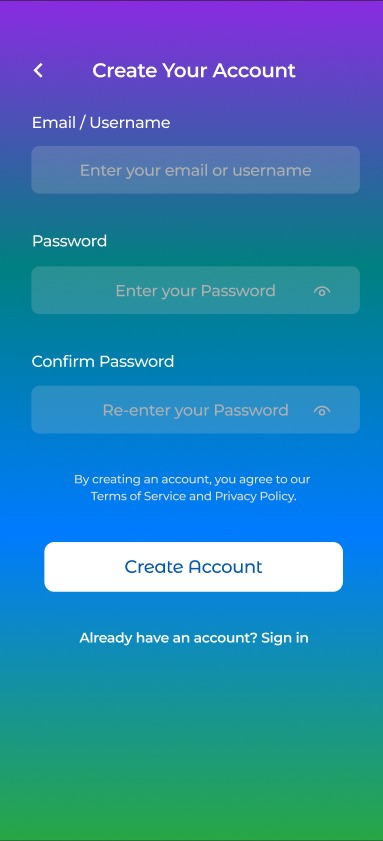 Create Your Account
Email / Username
Enter your email or username
Password
Enter your Password
Confirm Password
Re-enter your Password
By creating an account, you agree to our
Terms of Service and Privacy Policy.
Create Account
Already have an account? Sign in